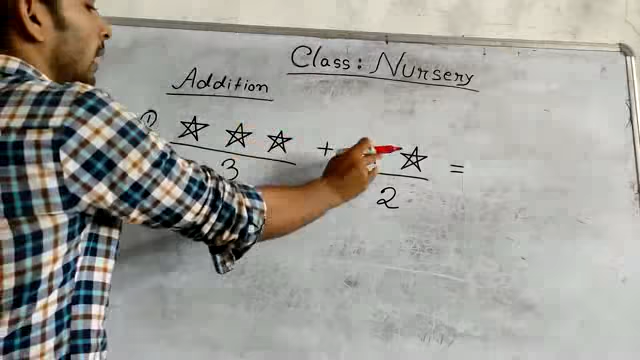 Class: Nursery
Addition
① + =
3 2